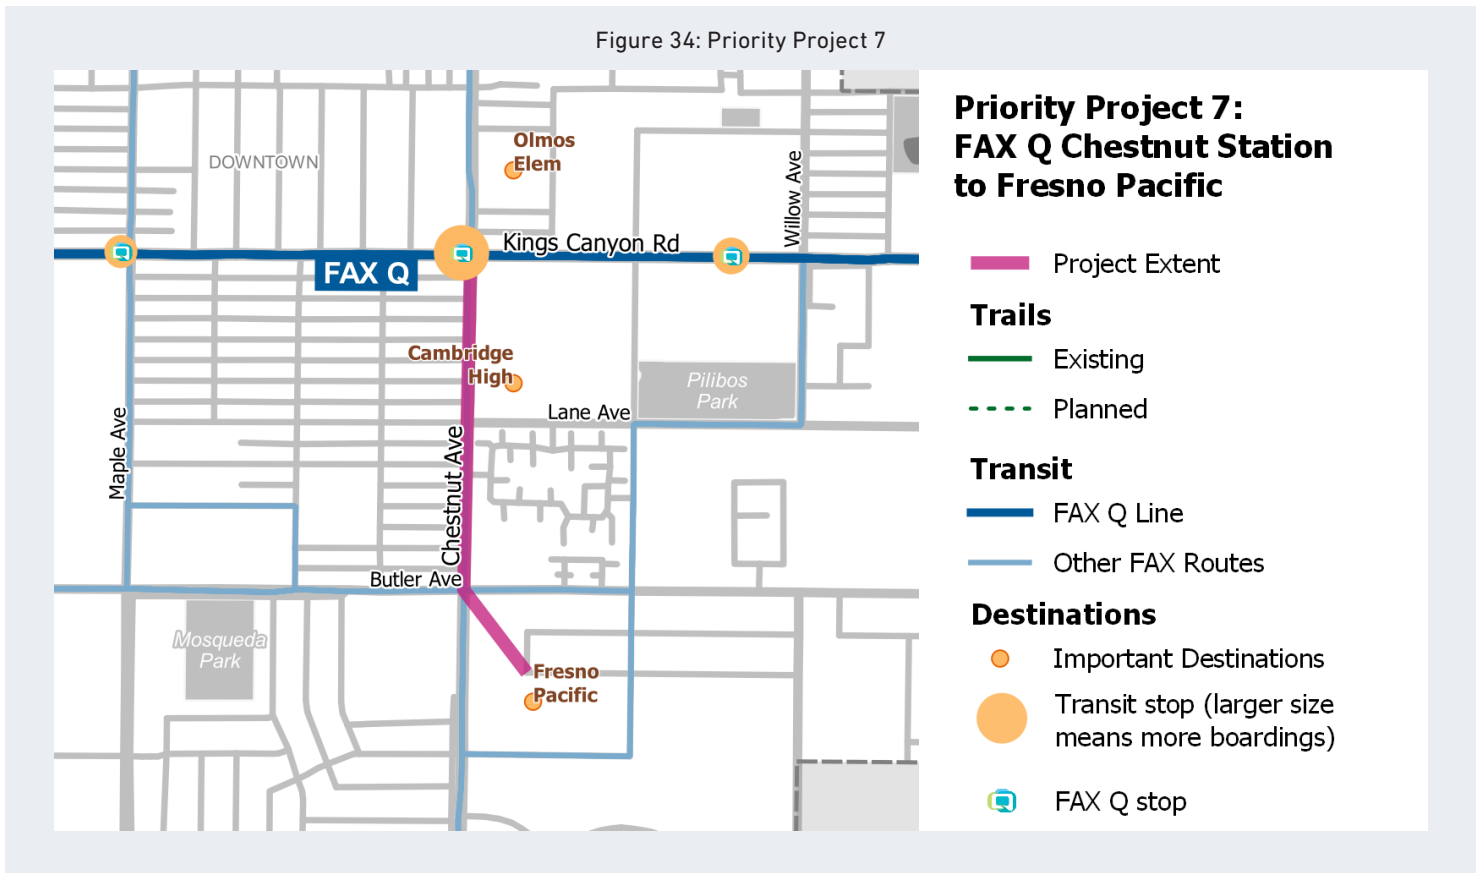 Figure 34: Priority Project 7
Olmos
Elem
DOWNTOWN
Willow Ave
Kings Canyon Rd
FAX Q
Cambridge
High
Pilibos
Park
Lane Ave
Maple Ave
Chestnut Ave
Butler Ave
Mosqueda
Park
Fresno
Pacific
Priority Project 7:
FAX Q Chestnut Station
to Fresno Pacific
Project Extent
Trails
Existing
Planned
Transit
FAX Q Line
Other FAX Routes
Destinations
Important Destinations
Transit stop (larger size
means more boardings)
FAX Q stop